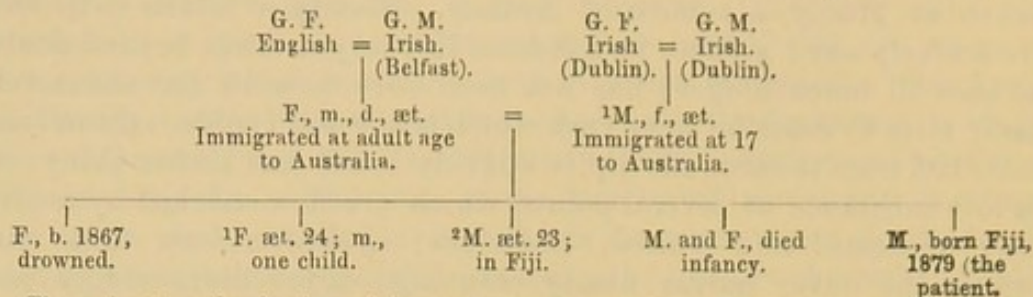 G. F. G. M. G. F. G. M.
English = Irish. Irish = Irish.
(Belfast). (Dublin). (Dublin).
F., m., d., æt. = ¹M., f., æt.
Immigrated at adult age Immigrated at 17
to Australia. to Australia.
F., b. 1867, ¹F. æt. 24; m., ²M. æt. 23; M. and F., died M., born Fiji,
drowned. one child. in Fiji. infancy. 1879 (the
patient.